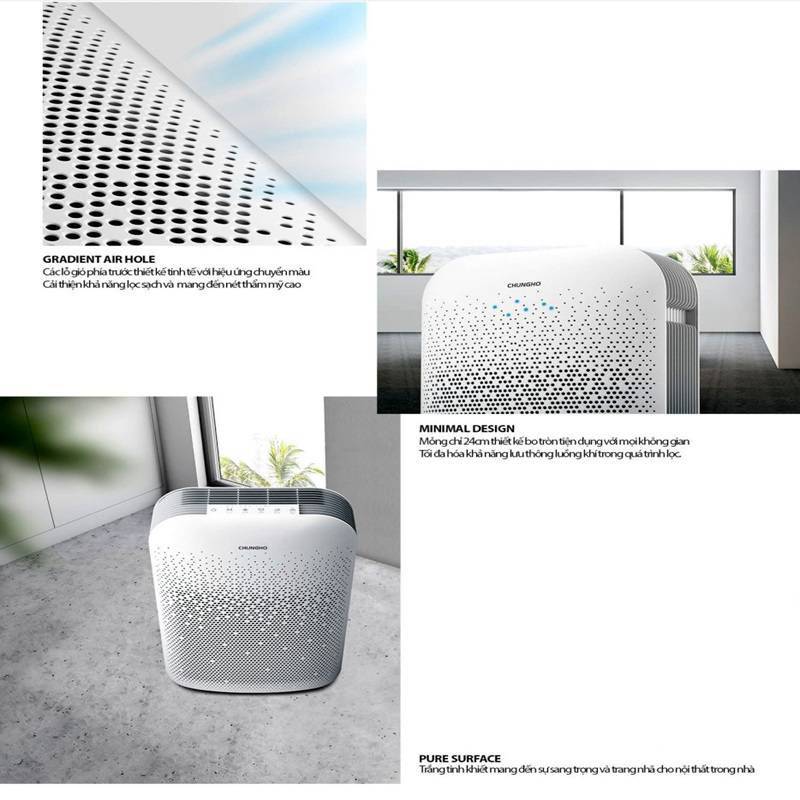 GRADIENT AIR HOLE
Các lỗ gió phía trước thiết kế tinh tế với hiệu ứng chuyển màu
Cải thiện khả năng lọc sạch và mang đến nét thẩm mỹ cao
CHUNGHO
MINIMAL DESIGN
Mỏng chỉ 24cm thiết kế bo tròn tiện dụng với mọi không gian
Tối đa hóa khả năng lưu thông luồng khí trong quá trình lọc.
CHUNGHO
PURE SURFACE
Trắng tinh khiết mang đến sự sang trọng và trang nhã cho nội thất trong nhà